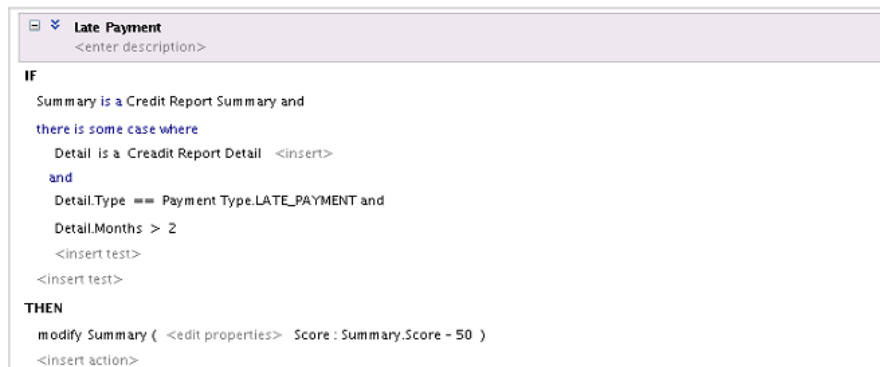 Late Payment
<enter description>
IF
Summary is a Credit Report Summary and
there is some case where
Detail is a Creadit Report Detail <insert>
and
Detail.Type == Payment Type.LATE_PAYMENT and
Detail.Months > 2
<insert test>
<insert test>
THEN
modify Summary ( <edit properties> Score : Summary.Score - 50 )
<insert action>